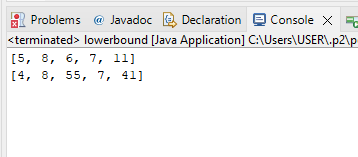 Problems @ Javadoc Declaration Console
<terminated> lowerbound [Java Application] C:\Users\USER\.p2\p
[5, 8, 6, 7, 11]
[4, 8, 55, 7, 41]